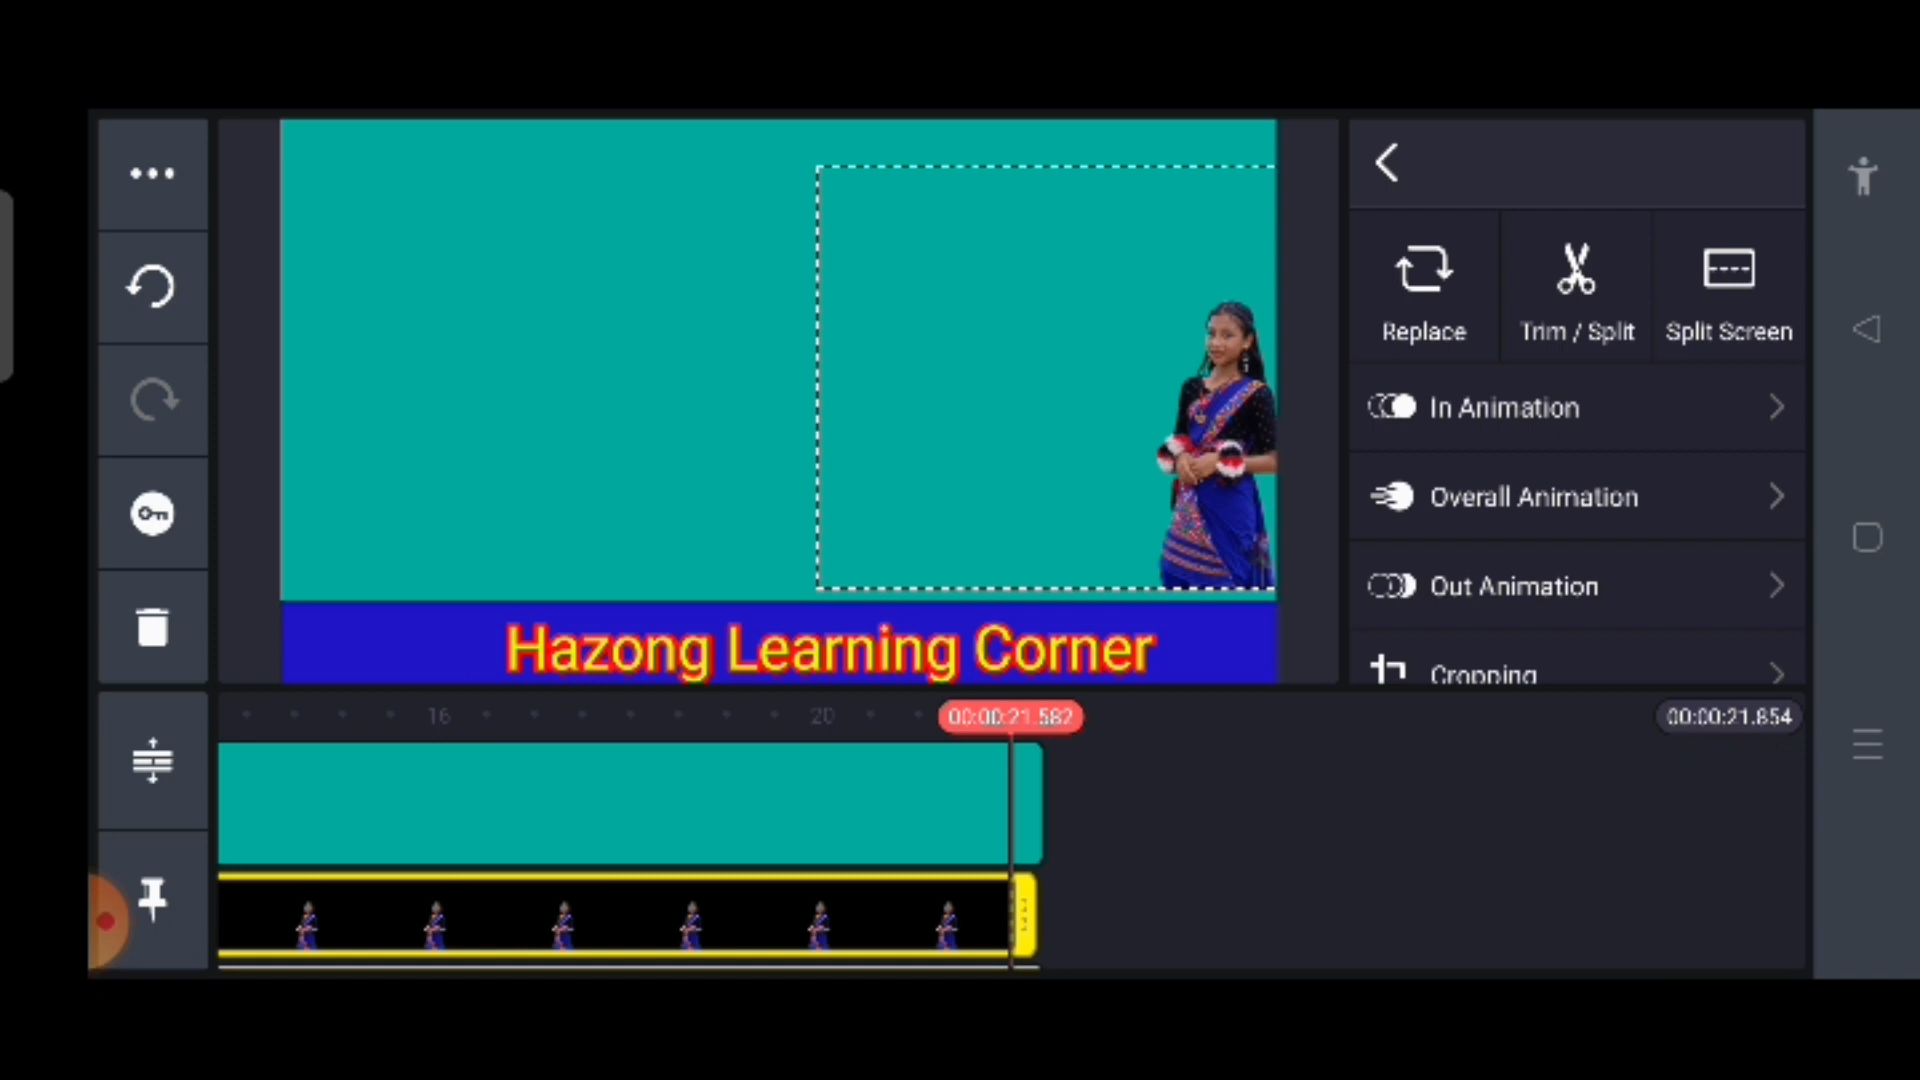 Replace
Trim / Split
Split Screen
In Animation
Overall Animation
Out Animation
Cropping
Hazong Learning Corner
16
20
00:00:21.582
00:00:21.854